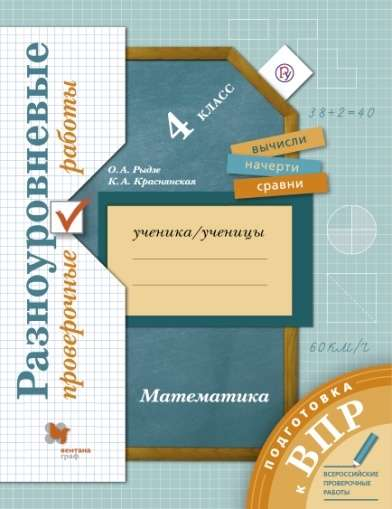 Разноуровневые
проверочные работы
4 класс
О. А. Рыдзе
К. А. Краснянская
38+2=40
вычисли
начерти
сравни
ученика/ученицы
60км/г
Математика
вентана
граф
подготовка
к ВПР
ВСЕРОССИЙСКИЕ
ПРОВЕРОЧНЫЕ
РАБОТЫ